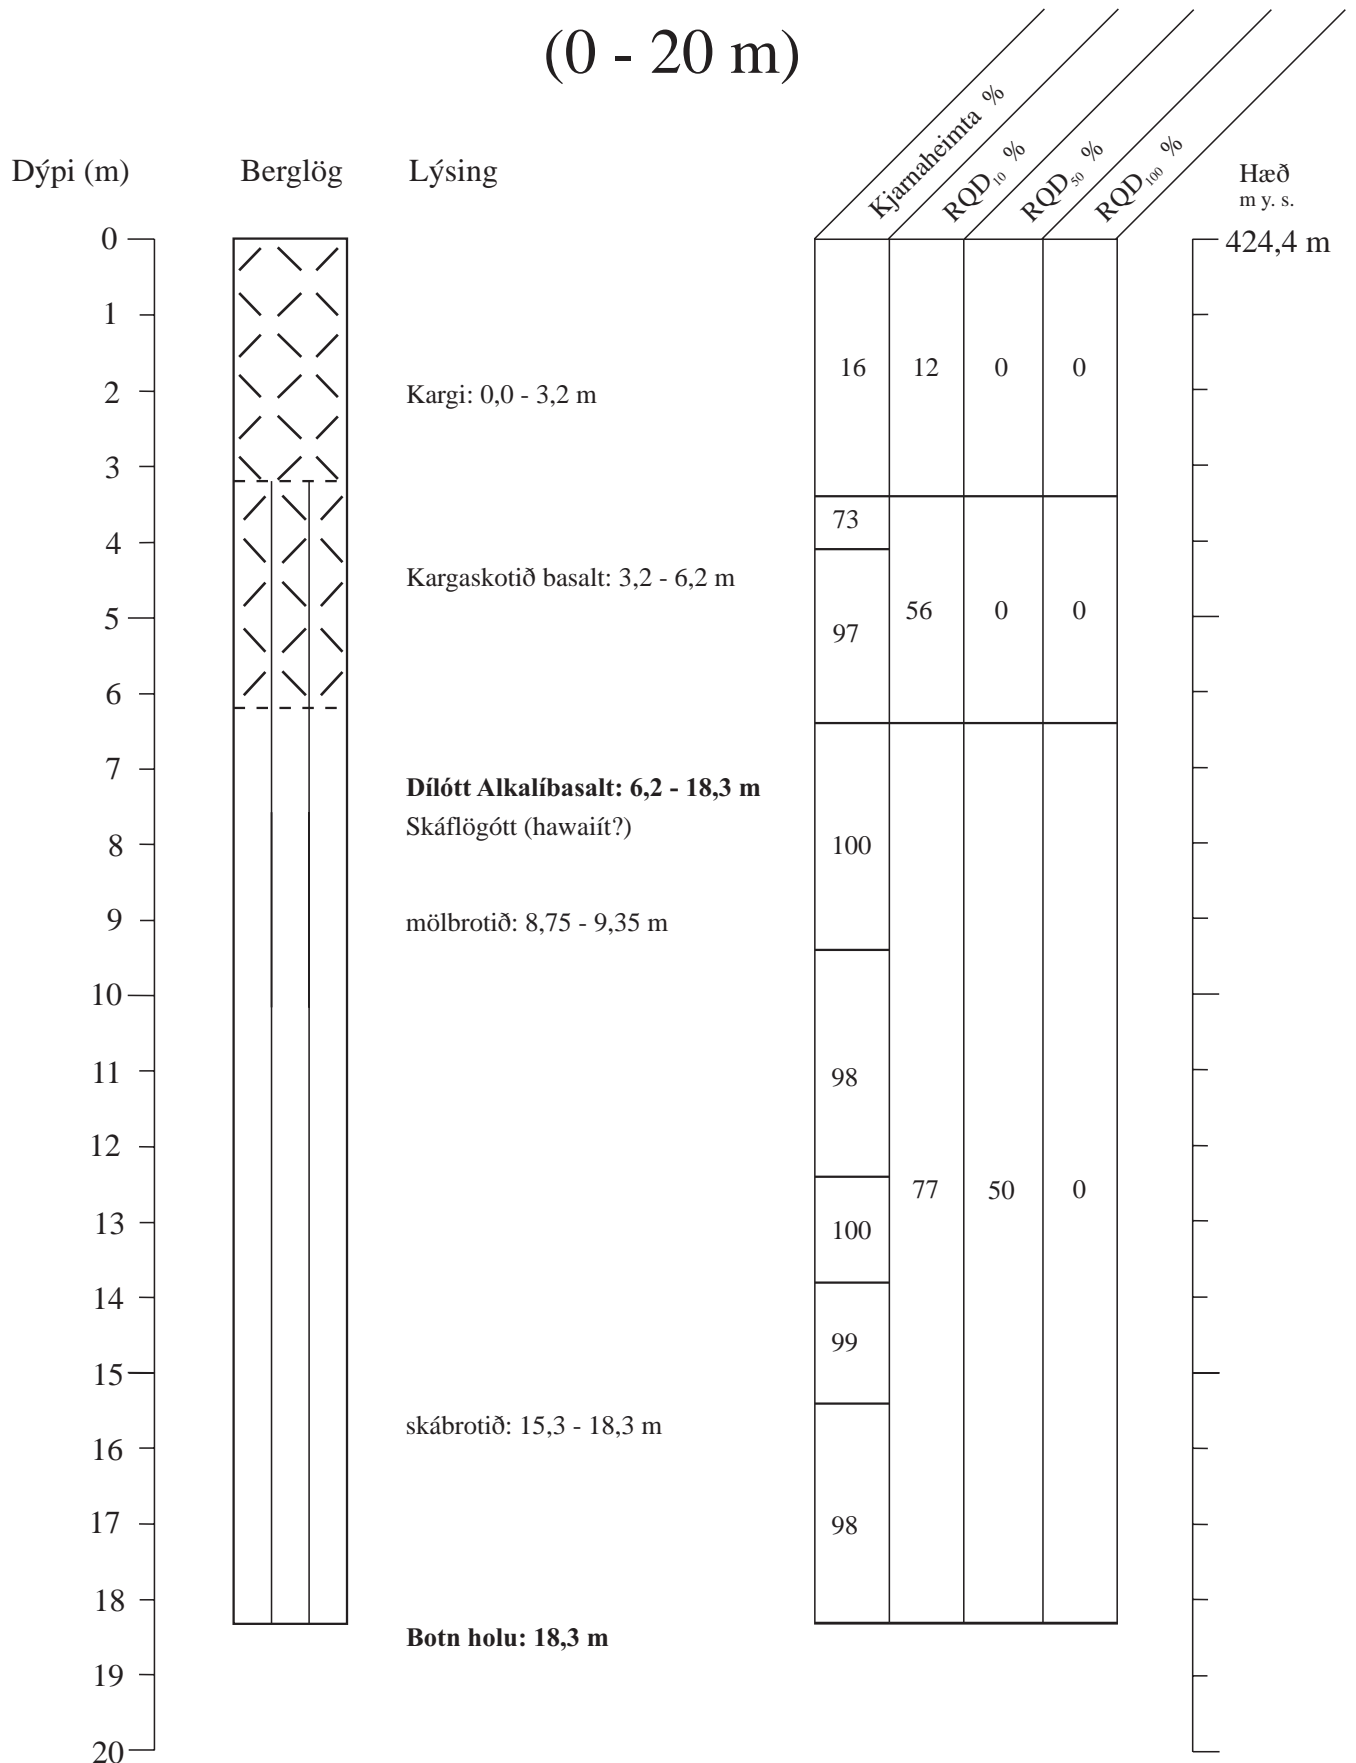 (0 - 20 m)
Dýpi (m)
Berglög
Lýsing
Kjarnaheimta %
RQD10 %
RQD50 %
RQD100 %
Hæð
m y. s.
424,4 m
0
1
2
3
4
5
6
7
8
9
10
11
12
13
14
15
16
17
18
19
20
Kargi: 0,0 - 3,2 m
Kargaskotið basalt: 3,2 - 6,2 m
Dílótt Alkalíbasalt: 6,2 - 18,3 m
Skáflögótt (hawaiít?)
mölbrotið: 8,75 - 9,35 m
skábrotið: 15,3 - 18,3 m
Botn holu: 18,3 m
16 12 0 0
73
97
56 0 0
100
98
100
99
98
77 50 0